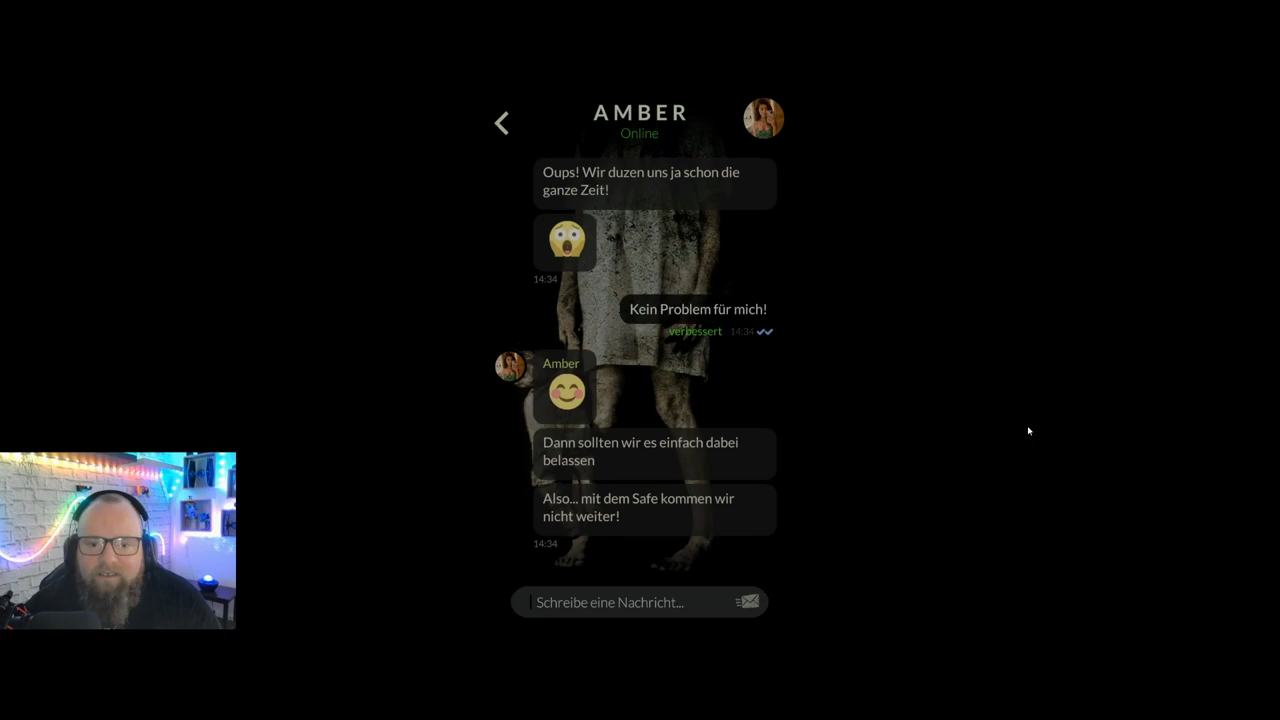 AMBER
Online
Oups! Wir duzen uns ja schon die
ganze Zeit!
14:34
Kein Problem für mich!
verbessert 14:34
Amber
Dann sollten wir es einfach dabei
belassen
Also... mit dem Safe kommen wir
nicht weiter!
14:34
Schreibe eine Nachricht...